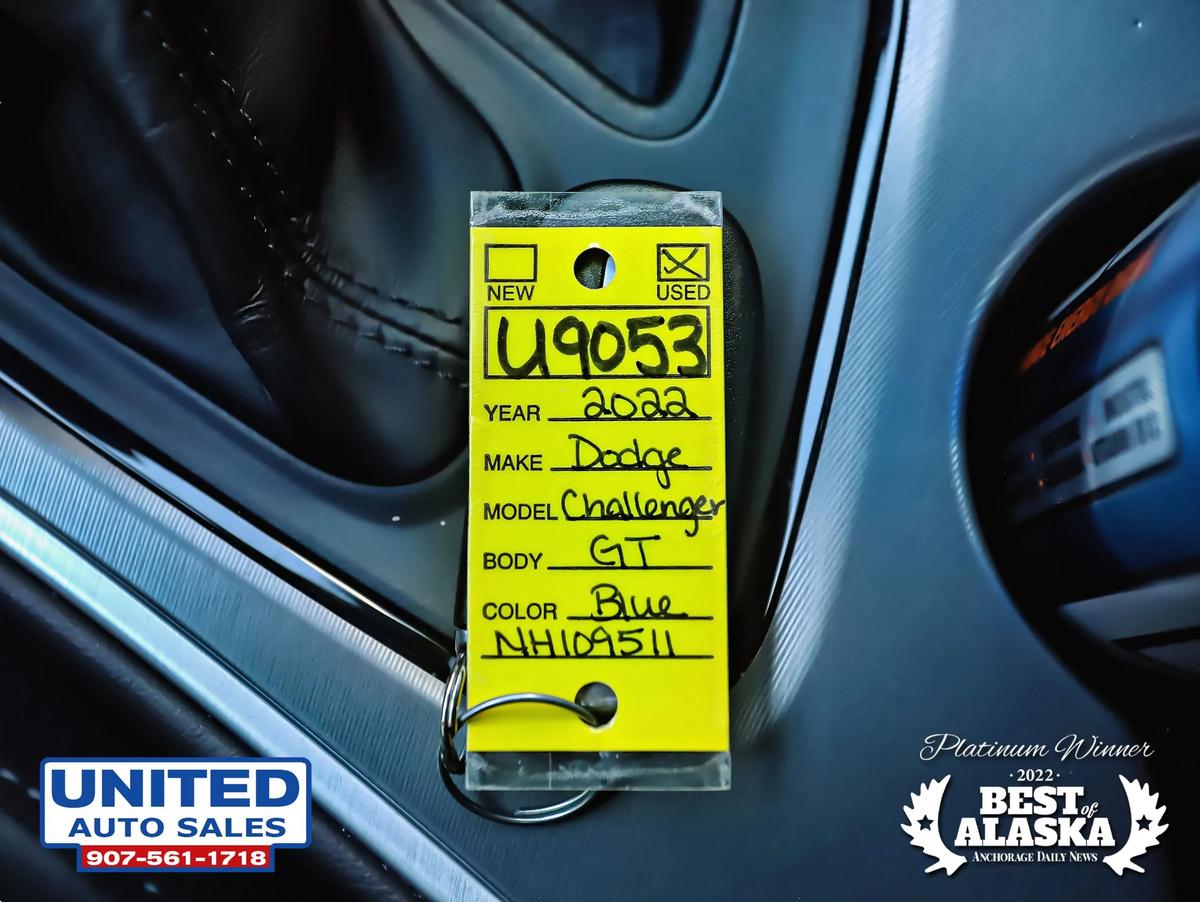 NEW USED
U9053
YEAR 2022
MAKE Dodge
MODEL Challenger
BODY GT
COLOR Blue
NH109511
UNITED
AUTO SALES
907-561-1718
Platinum Winner
·2022·
BEST of
ALASKA
ANCHORAGE DAILY NEWS